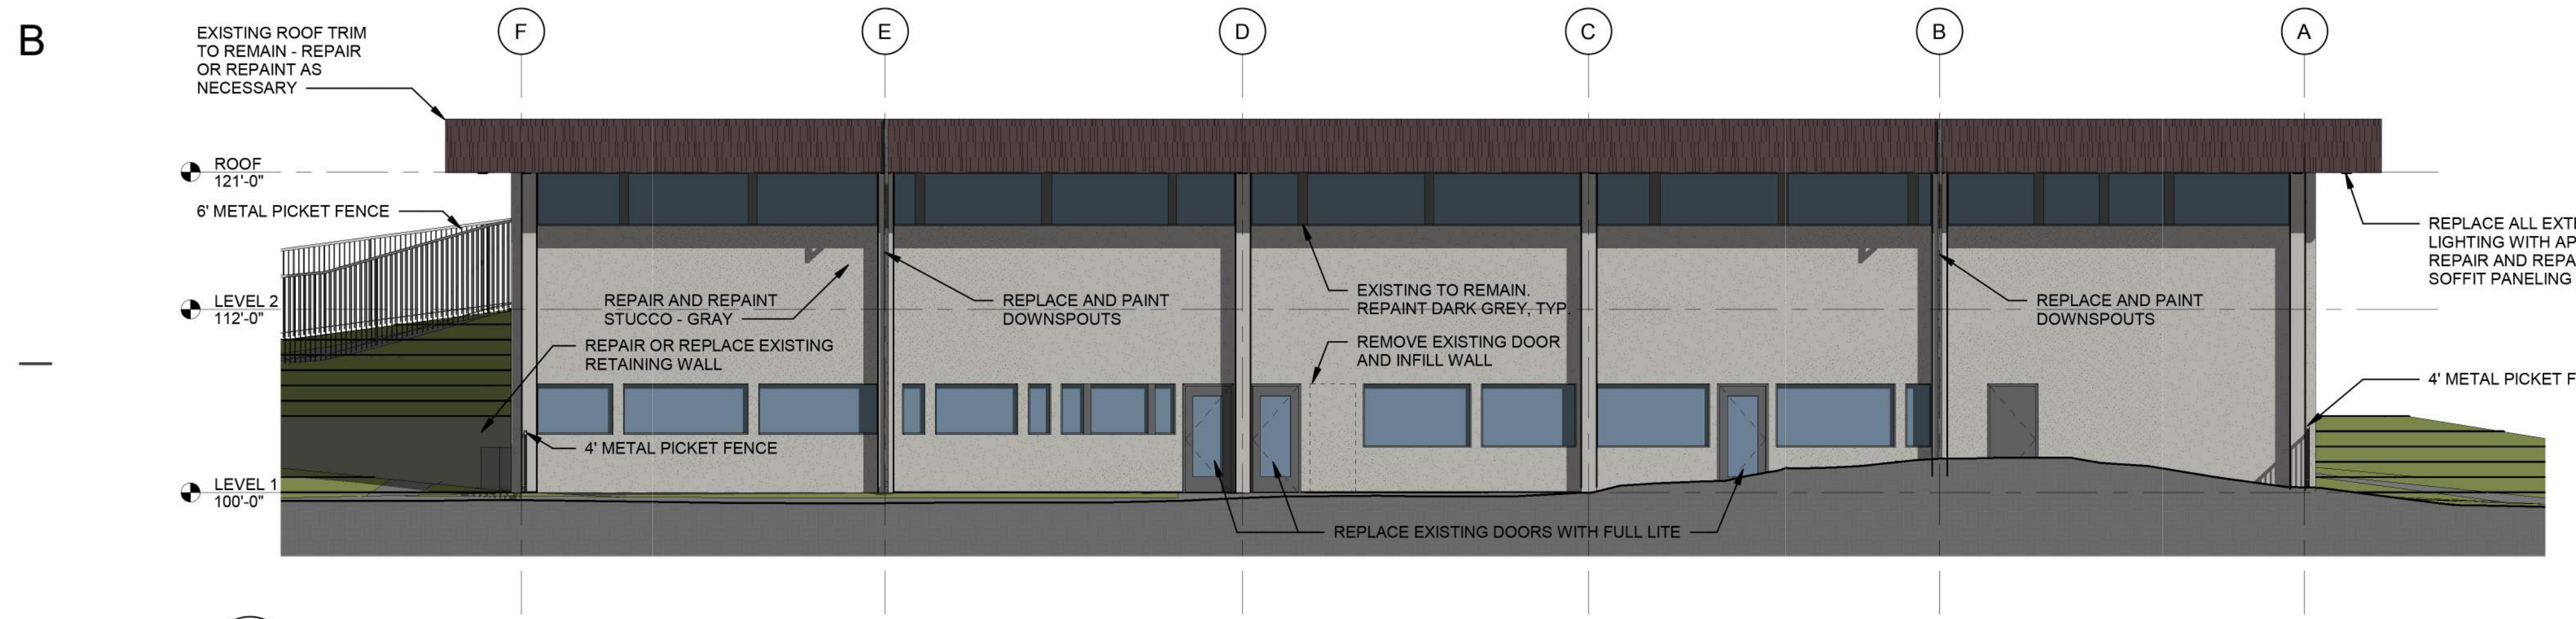 B
F
E
D
C
B
A
EXISTING ROOF TRIM
TO REMAIN - REPAIR
OR REPAINT AS
NECESSARY
ROOF
121'-0"
6' METAL PICKET FENCE
LEVEL 2
112'-0"
LEVEL 1
100'-0"
REPAIR AND REPAINT
STUCCO - GRAY
REPAIR OR REPLACE EXISTING
RETAINING WALL
4' METAL PICKET FENCE
REPLACE AND PAINT
DOWNSPOUTS
EXISTING TO REMAIN.
REPAINT DARK GREY, TYP.
REMOVE EXISTING DOOR
AND INFILL WALL
REPLACE EXISTING DOORS WITH FULL LITE
REPLACE AND PAINT
DOWNSPOUTS
REPLACE ALL EXT
LIGHTING WITH AP
REPAIR AND REPA
SOFFIT PANELING
4' METAL PICKET F